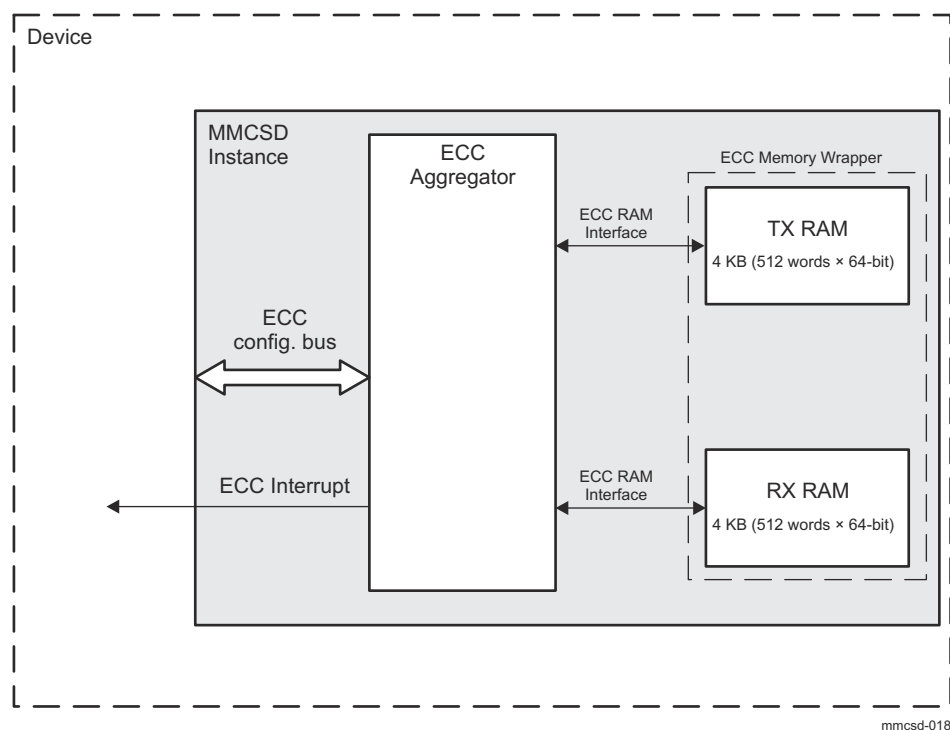 Device
MMCSD
Instance
ECC
Aggregator
ECC Memory Wrapper
ECC RAM
Interface
TX RAM
4 KB (512 words × 64-bit)
ECC
config. bus
ECC Interrupt
ECC RAM
Interface
RX RAM
4 KB (512 words × 64-bit)
mmcsd-018